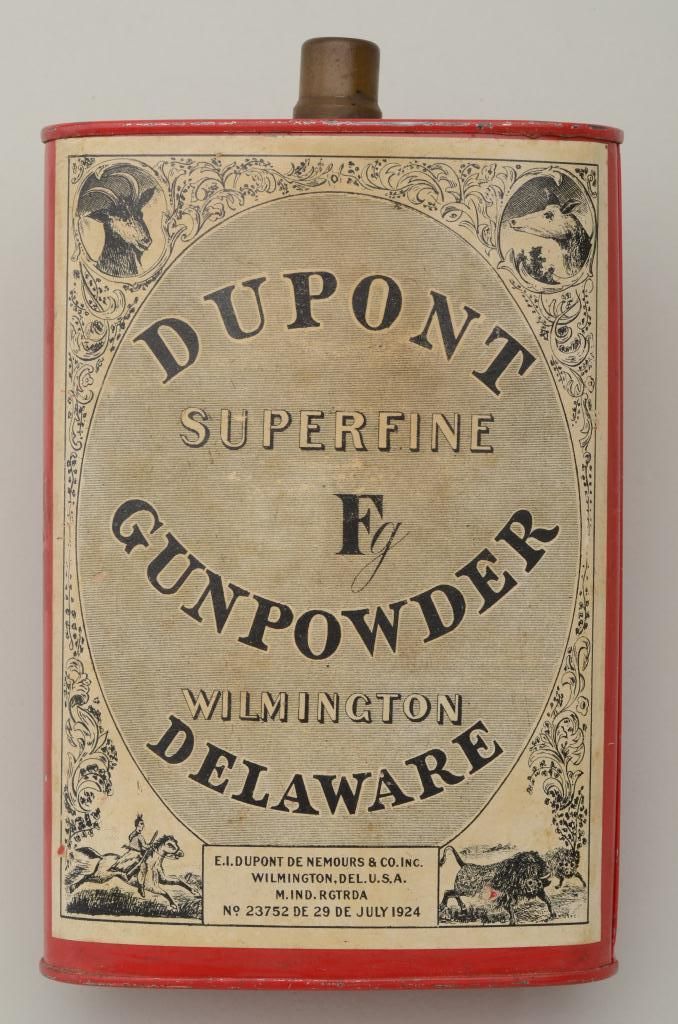 DUPONT
SUPERFINE
Fg
GUNPOWDER
WILMINGTON
DELAWARE
E.I.DUPONT DE NEMOURS & CO.INC.
WILMINGTON.DEL.U.S.A.
M.IND.RGTRDA
Nº 23752 DE 29 DE JULY 1924